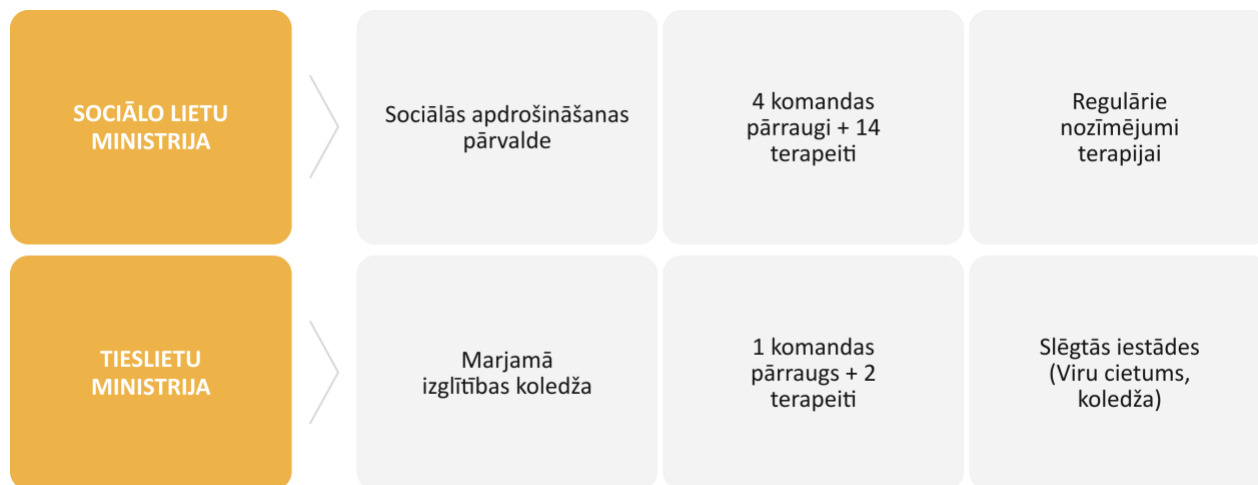 SOCIĀLO LIETU
MINISTRIJA
Sociālās apdrošināšanas
pārvalde
4 komandas
pārraugi + 14
terapeiti
Regulārie
nozīmējumi
terapijai
TIESLIETU
MINISTRIJA
Marjamā
izglītības koledža
1 komandas
pārraugs + 2
terapeiti
Slēgtās iestādes
(Viru cietums,
koledža)